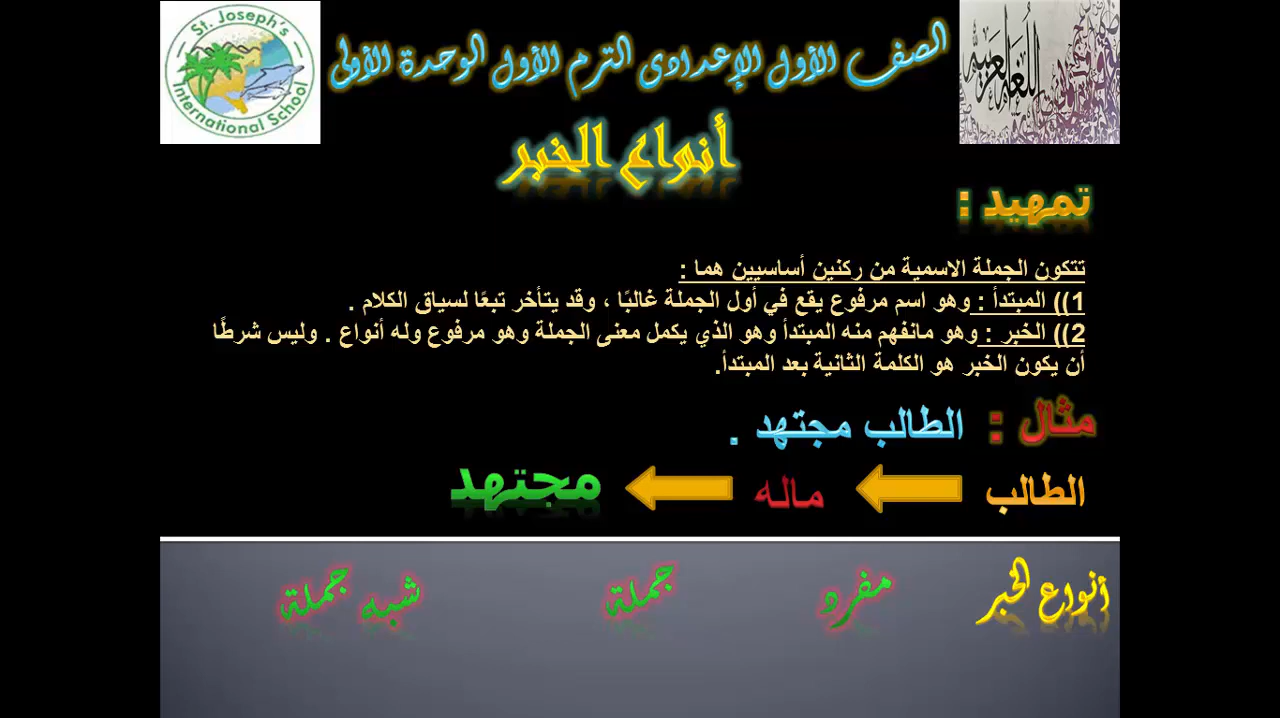 St. Joseph's International School
اللغة العربية
الصف الأول الإعدادى الترم الأول الوحدة الأولى
أنواع الخبر
تمهيد :
تتكون الجملة الاسمية من ركنين أساسيين هما :
1)) المبتدأ : وهو اسم مرفوع يقع في أول الجملة غالبًا ، وقد يتأخر تبعًا لسياق الكلام .
2)) الخبر : وهو مانفهم منه المبتدأ وهو الذي يكمل معنى الجملة وهو مرفوع وله أنواع . وليس شرطًا
أن يكون الخبر هو الكلمة الثانية بعد المبتدأ.
مثال : الطالب مجتهد .
الطالب ماله مجتهد
أنواع الخبر مفرد جملة شبه جملة